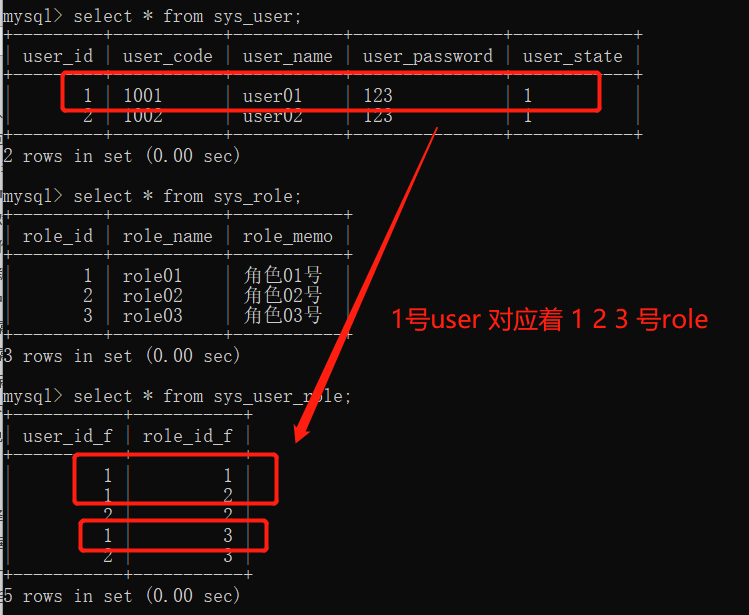 mysql> select * from sys_user;
+---------+-----------+-----------+---------------+------------+
| user_id | user_code | user_name | user_password | user_state |
+---------+-----------+-----------+---------------+------------+
| 1 | 1001 | user01 | 123 | 1 |
| 2 | 1002 | user02 | 123 | 1 |
+---------+-----------+-----------+---------------+------------+
2 rows in set (0.00 sec)
mysql> select * from sys_role;
+---------+-----------+-----------+
| role_id | role_name | role_memo |
+---------+-----------+-----------+
| 1 | role01 | 角色01号 |
| 2 | role02 | 角色02号 |
| 3 | role03 | 角色03号 |
+---------+-----------+-----------+
1号user 对应着 1 2 3 号role
3 rows in set (0.00 sec)
mysql> select * from sys_user_role;
+-----------+-----------+
| user_id_f | role_id_f |
+-----------+-----------+
| 1 | 1 |
| 1 | 2 |
| 2 | 2 |
| 1 | 3 |
| 2 | 3 |
+-----------+-----------+
5 rows in set (0.00 sec)